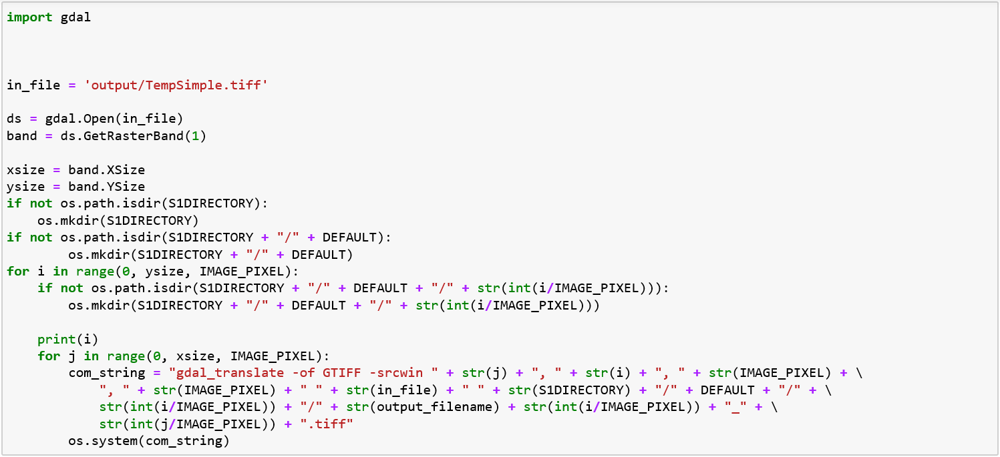 import gdal
in_file = 'output/TempSimple.tiff'
ds = gdal.Open(in_file)
band = ds.GetRasterBand(1)
xsize = band.XSize
ysize = band.YSize
if not os.path.isdir(S1DIRECTORY):
    os.mkdir(S1DIRECTORY)
if not os.path.isdir(S1DIRECTORY + "/" + DEFAULT):
        os.mkdir(S1DIRECTORY + "/" + DEFAULT)
for i in range(0, ysize, IMAGE_PIXEL):
    if not os.path.isdir(S1DIRECTORY + "/" + DEFAULT + "/" + str(int(i/IMAGE_PIXEL))):
        os.mkdir(S1DIRECTORY + "/" + DEFAULT + "/" + str(int(i/IMAGE_PIXEL)))
    print(i)
    for j in range(0, xsize, IMAGE_PIXEL):
        com_string = "gdal_translate -of GTIFF -srcwin " + str(j) + ", " + str(i) + ", " + str(IMAGE_PIXEL) + \
            ", " + str(IMAGE_PIXEL) + " " + str(in_file) + " " + str(S1DIRECTORY) + "/" + DEFAULT + "/" + \
            str(int(i/IMAGE_PIXEL)) + "/" + str(output_filename) + str(int(i/IMAGE_PIXEL)) + "_" + \
            str(int(j/IMAGE_PIXEL)) + ".tiff"
        os.system(com_string)